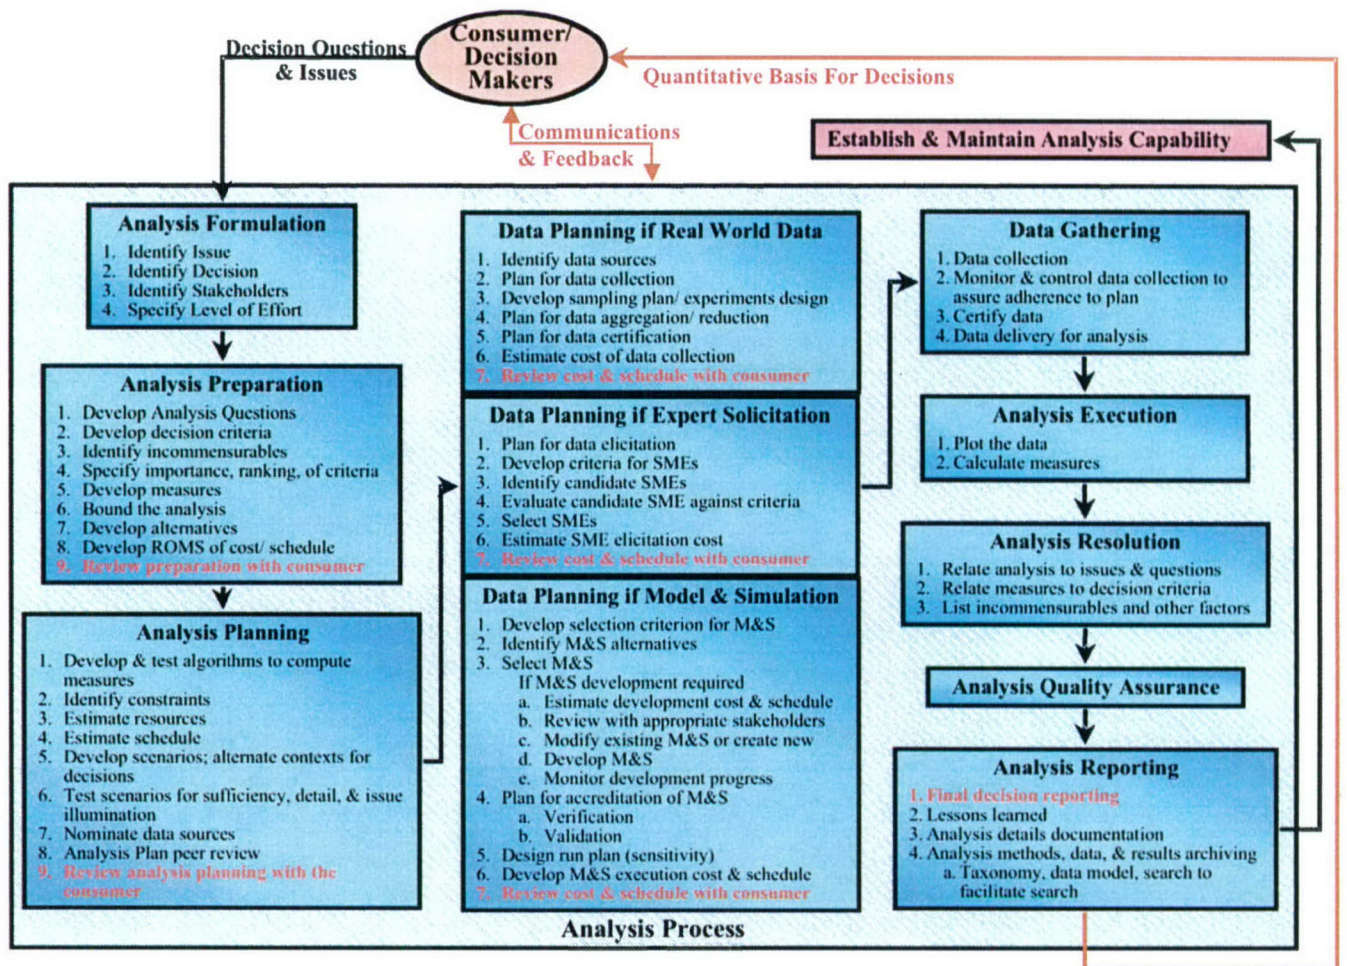 Consumer/
Decision
Makers
Decision Questions
& Issues
Quantitative Basis For Decisions
Communications
& Feedback
Establish & Maintain Analysis Capability
Analysis Formulation
1. Identify Issue
2. Identify Decision
3. Identify Stakeholders
4. Specify Level of Effort
Analysis Preparation
1. Develop Analysis Questions
2. Develop decision criteria
3. Identify incommensurables
4. Specify importance, ranking, of criteria
5. Develop measures
6. Bound the analysis
7. Develop alternatives
8. Develop ROMS of cost/ schedule
9. Review preparation with consumer
Analysis Planning
1. Develop & test algorithms to compute
measures
2. Identify constraints
3. Estimate resources
4. Estimate schedule
5. Develop scenarios; alternate contexts for
decisions
6. Test scenarios for sufficiency, detail, & issue
illumination
7. Nominate data sources
8. Analysis Plan peer review
9. Review analysis planning with the
consumer
Data Planning if Real World Data
1. Identify data sources
2. Plan for data collection
3. Develop sampling plan/ experiments design
4. Plan for data aggregation/ reduction
5. Plan for data certification
6. Estimate cost of data collection
7. Review cost & schedule with consumer
Data Planning if Expert Solicitation
1. Plan for data elicitation
2. Develop criteria for SMEs
3. Identify candidate SMEs
4. Evaluate candidate SME against criteria
5. Select SMEs
6. Estimate SME elicitation cost
7. Review cost & schedule with consumer
Data Planning if Model & Simulation
1. Develop selection criterion for M&S
2. Identify M&S alternatives
3. Select M&S
If M&S development required
a. Estimate development cost & schedule
b. Review with appropriate stakeholders
c. Modify existing M&S or create new
d. Develop M&S
e. Monitor development progress
4. Plan for accreditation of M&S
a. Verification
b. Validation
5. Design run plan (sensitivity)
6. Develop M&S execution cost & schedule
7. Review cost & schedule with consumer
Data Gathering
1. Data collection
2. Monitor & control data collection to
assure adherence to plan
3. Certify data
4. Data delivery for analysis
Analysis Execution
1. Plot the data
2. Calculate measures
Analysis Resolution
1. Relate analysis to issues & questions
2. Relate measures to decision criteria
3. List incommensurables and other factors
Analysis Quality Assurance
Analysis Reporting
1. Final decision reporting
2. Lessons learned
3. Analysis details documentation
4. Analysis methods, data, & results archiving
a. Taxonomy, data model, search to
facilitate search
Analysis Process